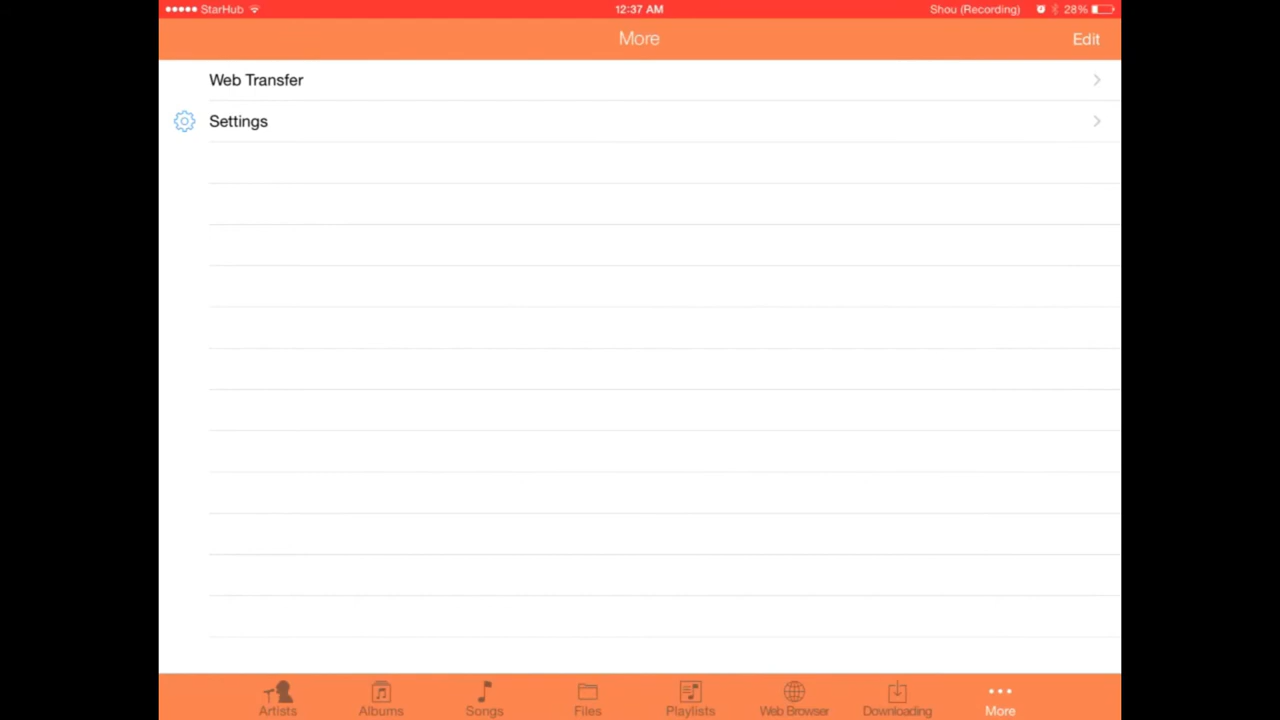 StarHub 12:37 AM Shou (Recording) 28%
More Edit
Web Transfer
Settings
Artists Albums Songs Files Playlists Web Browser Downloading More